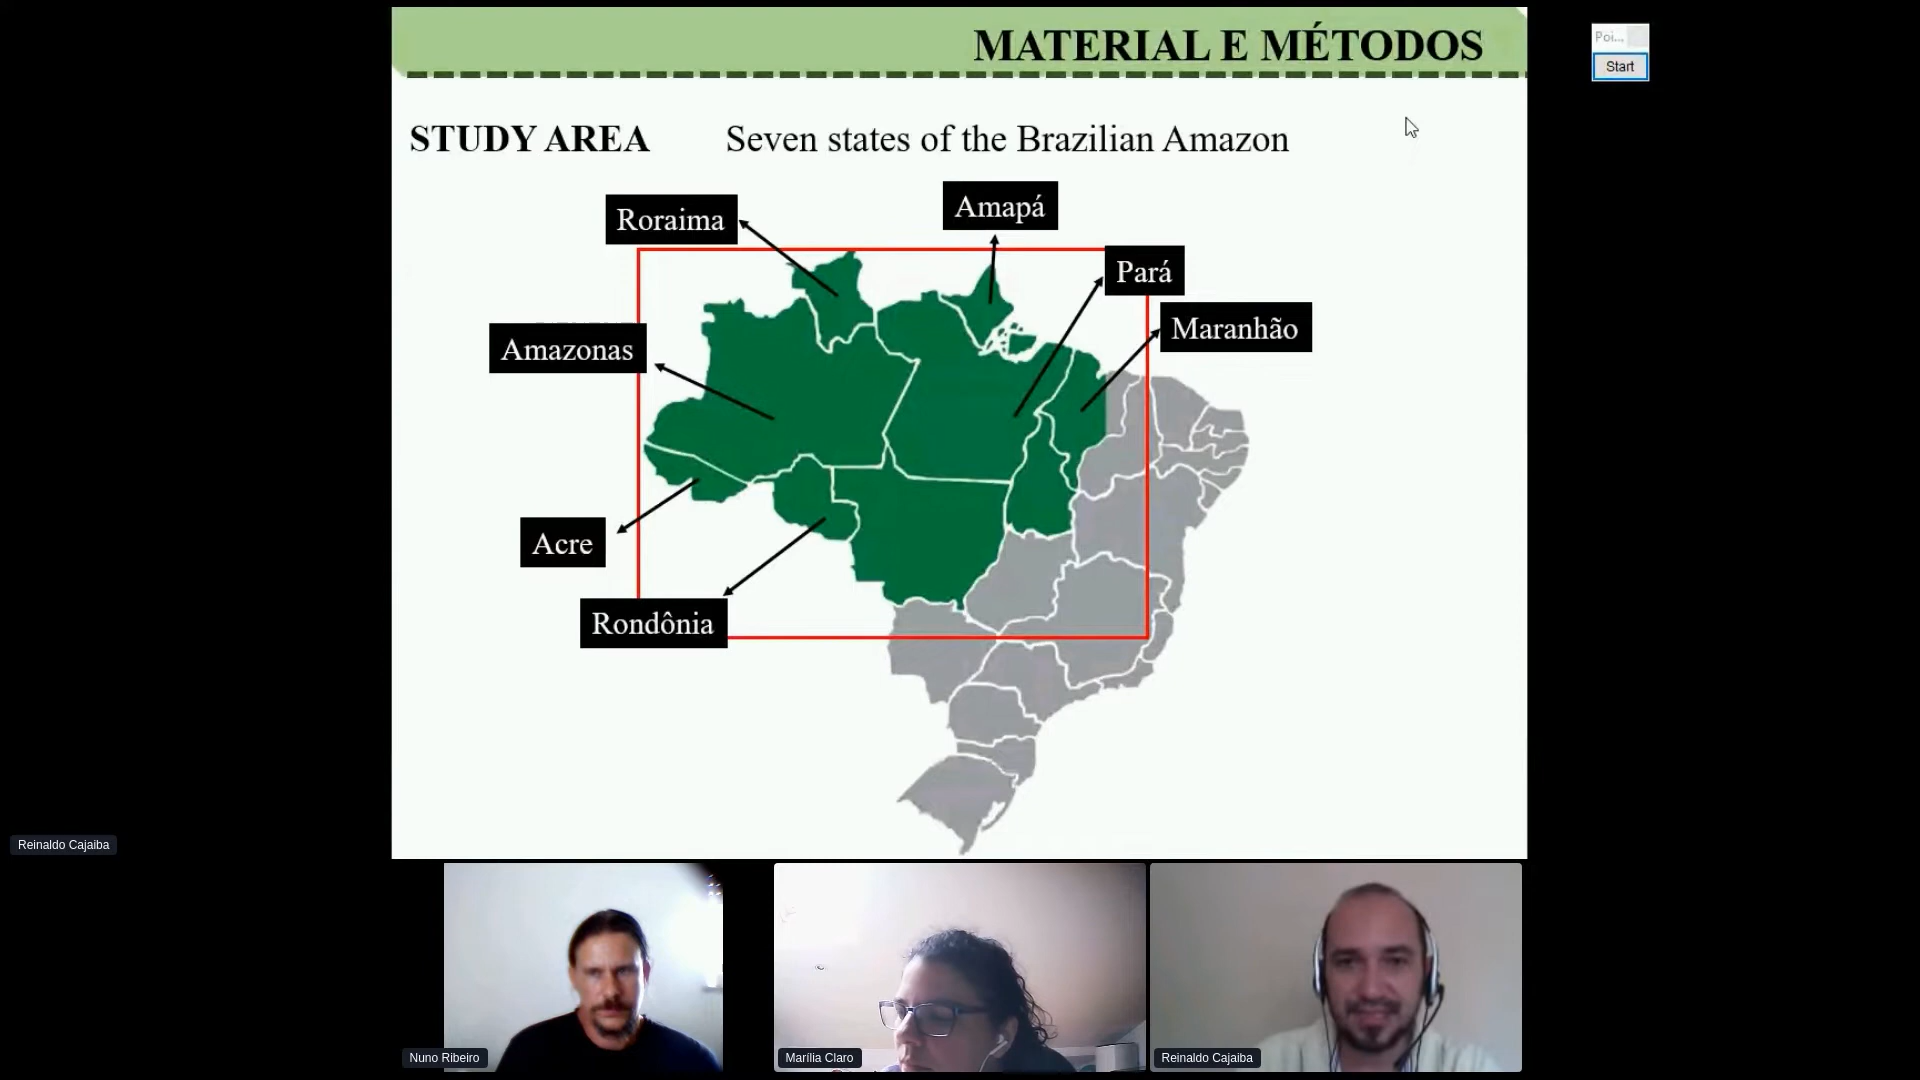 MATERIAL E MÉTODOS
Poi...
Start
STUDY AREA Seven states of the Brazilian Amazon
Roraima
Amapá
Pará
Maranhão
Amazonas
Acre
Rondônia
Reinaldo Cajaiba
Nuno Ribeiro
Marília Claro
Reinaldo Cajaiba